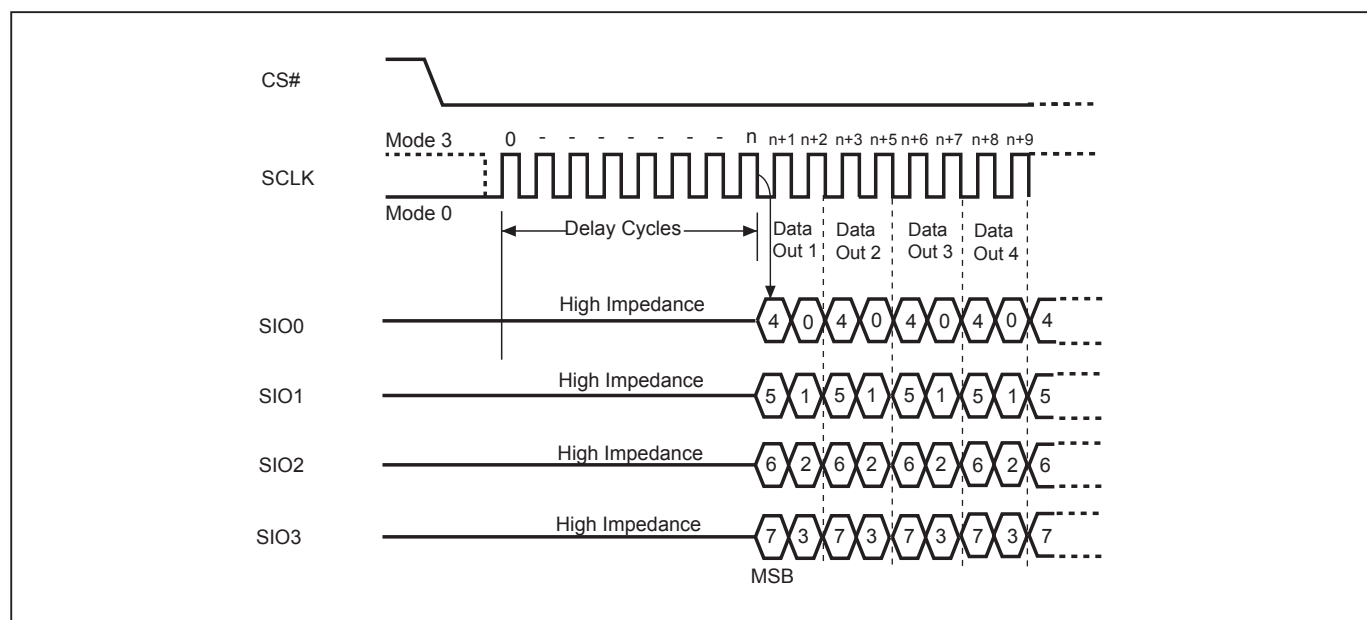 CS#
Mode 3
0 - - - - - - - n n+1 n+2 n+3 n+5 n+6 n+7 n+8 n+9
SCLK
Mode 0
Delay Cycles
Data Out 1
Data Out 2
Data Out 3
Data Out 4
High Impedance
SIO0
4 0 4 0 4 0 4 0 4
High Impedance
SIO1
5 1 5 1 5 1 5 1 5
High Impedance
SIO2
6 2 6 2 6 2 6 2 6
High Impedance
SIO3
7 3 7 3 7 3 7 3 7
MSB